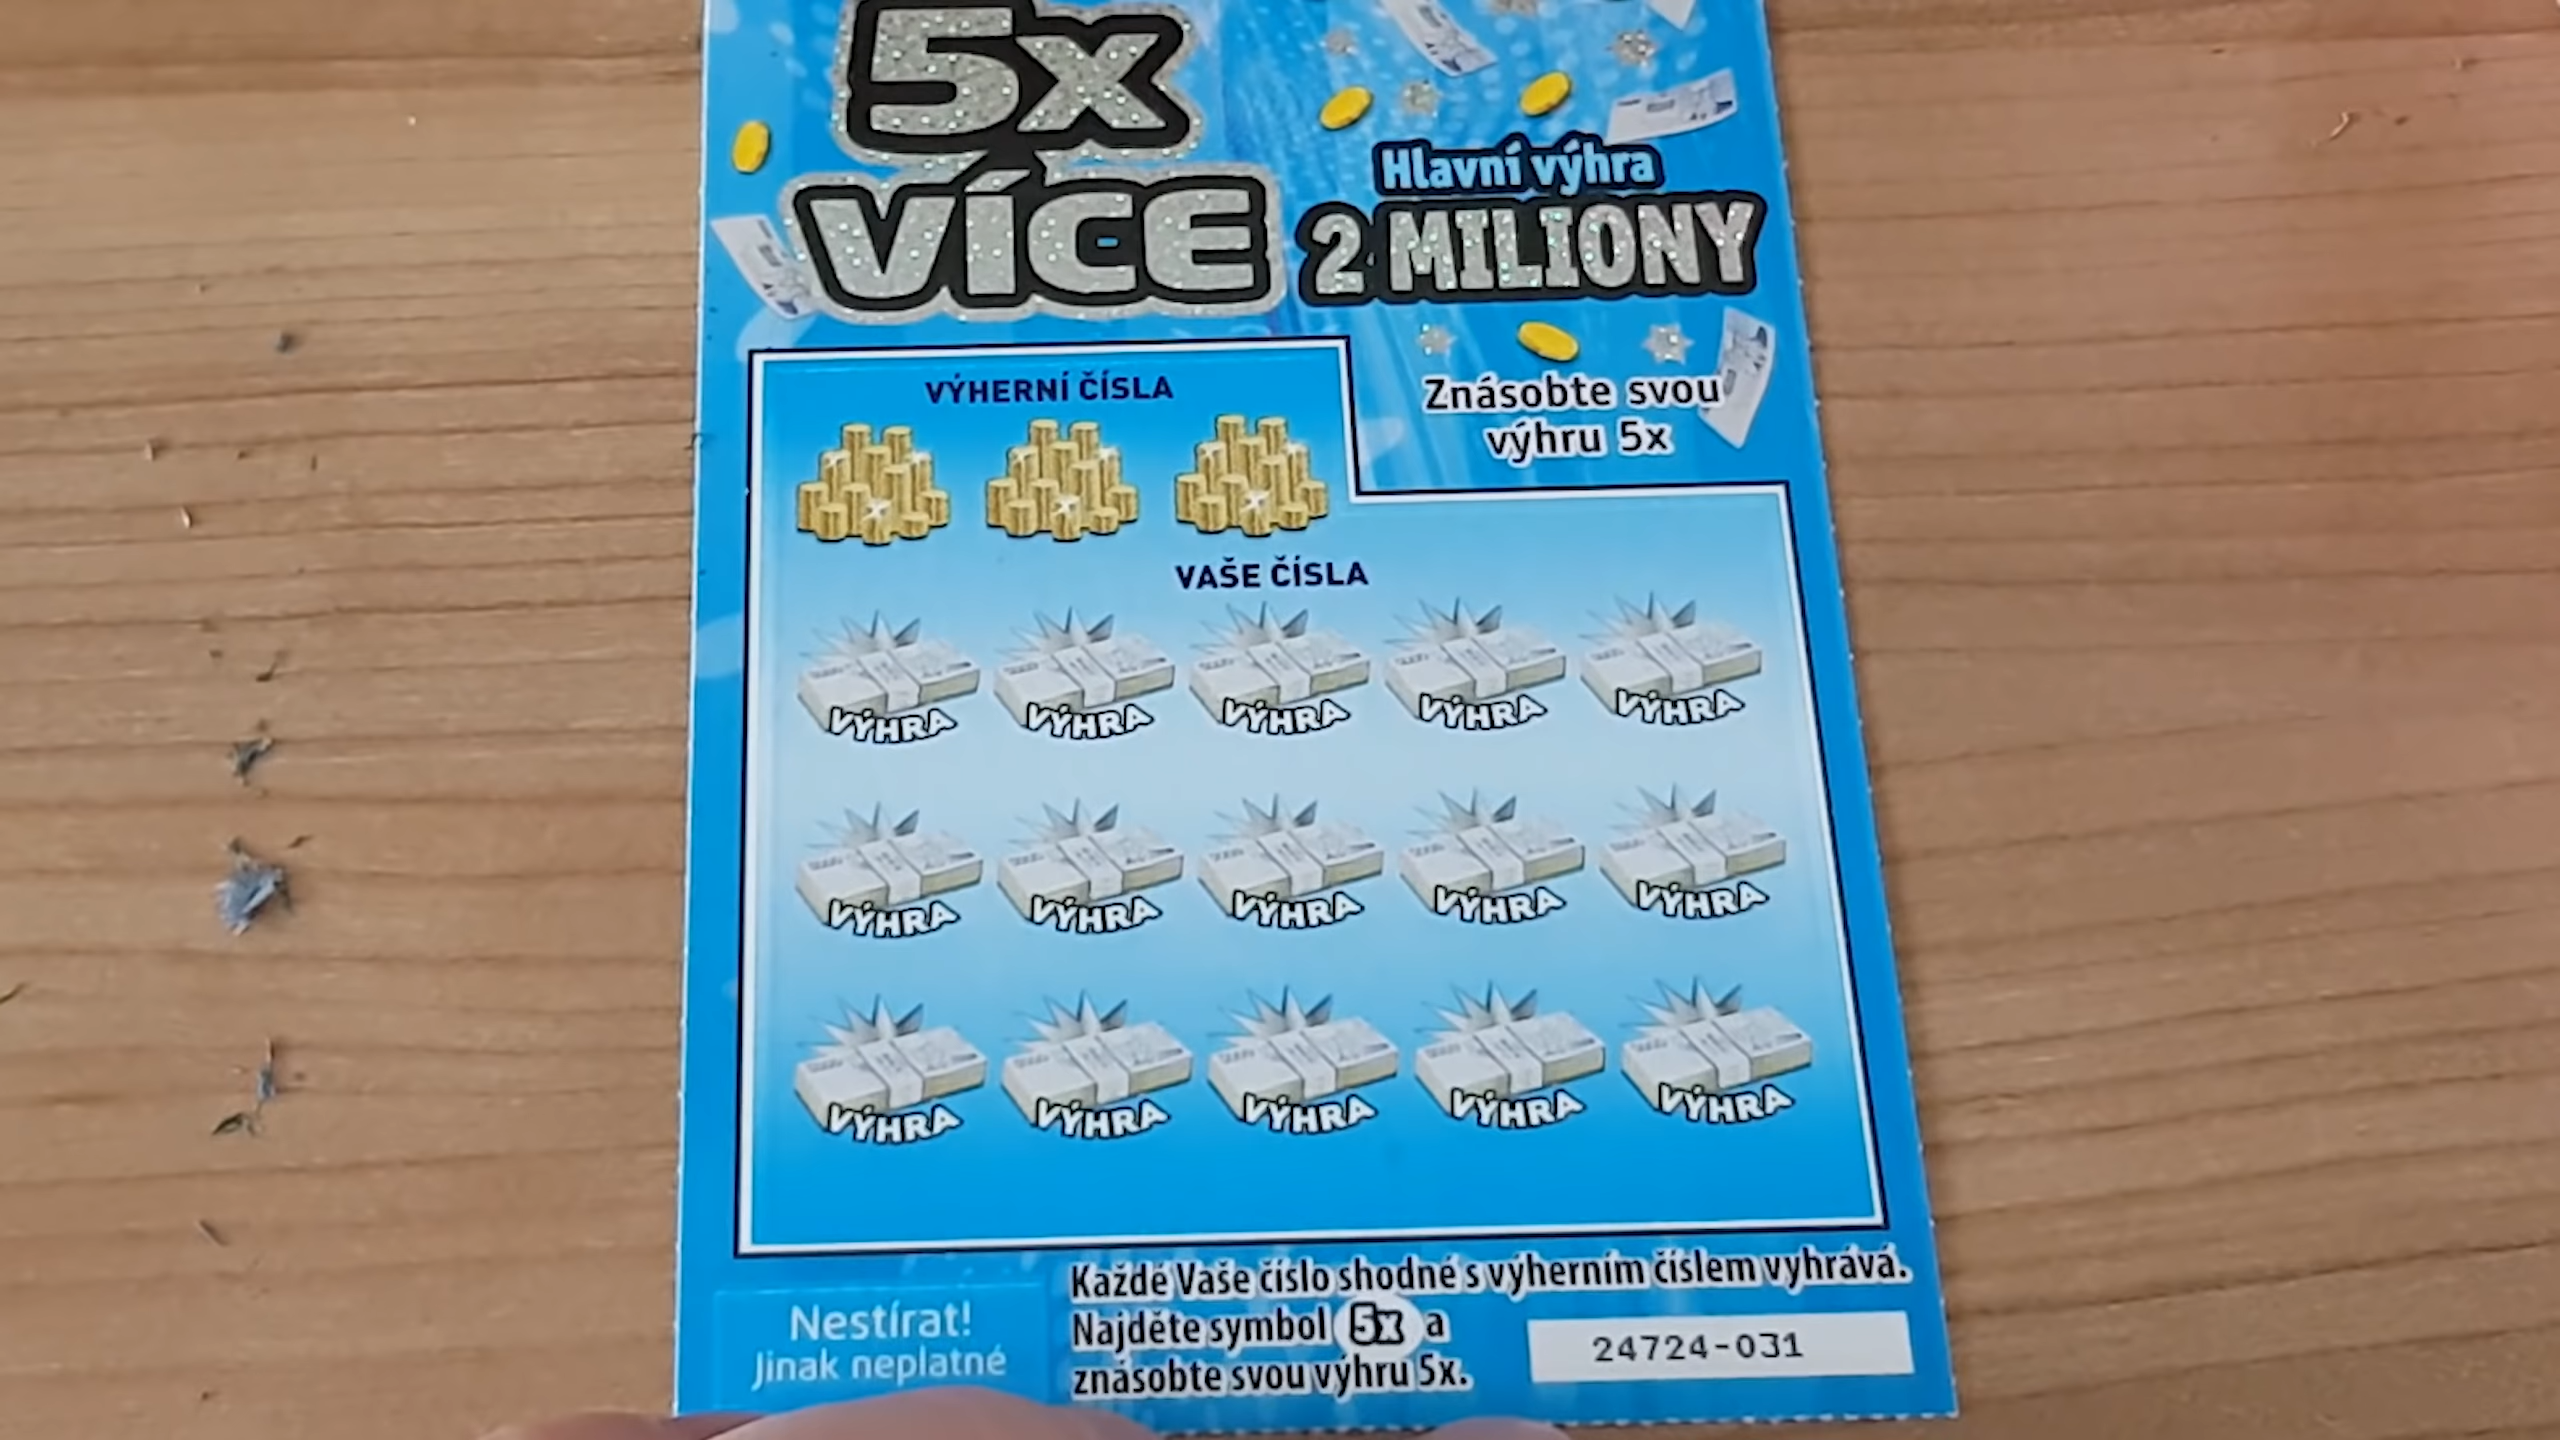 5x
VÍCE
Hlavní výhra
2 MILIONY
Znásobte svou
výhru 5x
VÝHERNÍ ČÍSLA
VAŠE ČÍSLA
VÝHRA VÝHRA VÝHRA VÝHRA VÝHRA
VÝHRA VÝHRA VÝHRA VÝHRA VÝHRA
VÝHRA VÝHRA VÝHRA VÝHRA VÝHRA
Každé Vaše číslo shodné s výherním číslem vyhrává.
Najděte symbol 5x a
znásobte svou výhru 5x.
Nestírat!
Jinak neplatné
24724-031